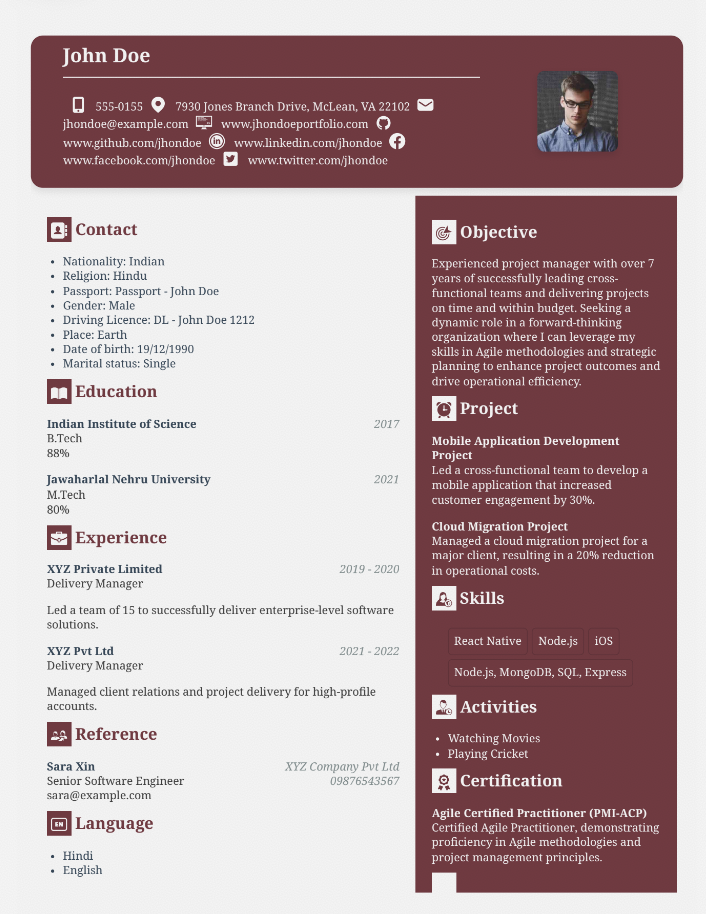 John Doe
555-0155 7930 Jones Branch Drive, McLean, VA 22102
jhondoe@example.com www.jhondoeportfolio.com
www.github.com/jhondoe www.linkedin.com/jhondoe
www.facebook.com/jhondoe www.twitter.com/jhondoe
Contact
• Nationality: Indian
• Religion: Hindu
• Passport: Passport - John Doe
• Gender: Male
• Driving Licence: DL - John Doe 1212
• Place: Earth
• Date of birth: 19/12/1990
• Marital status: Single
Education
Indian Institute of Science 2017
B.Tech
88%
Jawaharlal Nehru University 2021
M.Tech
80%
Experience
XYZ Private Limited 2019 - 2020
Delivery Manager
Led a team of 15 to successfully deliver enterprise-level software
solutions.
XYZ Pvt Ltd 2021 - 2022
Delivery Manager
Managed client relations and project delivery for high-profile
accounts.
Reference
Sara Xin XYZ Company Pvt Ltd
Senior Software Engineer 09876543567
sara@example.com
EN Language
• Hindi
• English
Objective
Experienced project manager with over 7
years of successfully leading cross-
functional teams and delivering projects
on time and within budget. Seeking a
dynamic role in a forward-thinking
organization where I can leverage my
skills in Agile methodologies and strategic
planning to enhance project outcomes and
drive operational efficiency.
Project
Mobile Application Development
Project
Led a cross-functional team to develop a
mobile application that increased
customer engagement by 30%.
Cloud Migration Project
Managed a cloud migration project for a
major client, resulting in a 20% reduction
in operational costs.
Skills
React Native Node.js iOS
Node.js, MongoDB, SQL, Express
Activities
• Watching Movies
• Playing Cricket
Certification
Agile Certified Practitioner (PMI-ACP)
Certified Agile Practitioner, demonstrating
proficiency in Agile methodologies and
project management principles.